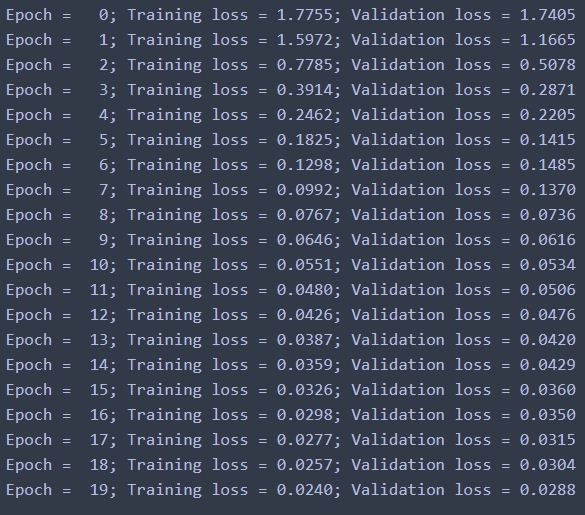 Epoch =   0; Training loss = 1.7755; Validation loss = 1.7405
Epoch =   1; Training loss = 1.5972; Validation loss = 1.1665
Epoch =   2; Training loss = 0.7785; Validation loss = 0.5078
Epoch =   3; Training loss = 0.3914; Validation loss = 0.2871
Epoch =   4; Training loss = 0.2462; Validation loss = 0.2205
Epoch =   5; Training loss = 0.1825; Validation loss = 0.1415
Epoch =   6; Training loss = 0.1298; Validation loss = 0.1485
Epoch =   7; Training loss = 0.0992; Validation loss = 0.1370
Epoch =   8; Training loss = 0.0767; Validation loss = 0.0736
Epoch =   9; Training loss = 0.0646; Validation loss = 0.0616
Epoch =  10; Training loss = 0.0551; Validation loss = 0.0534
Epoch =  11; Training loss = 0.0480; Validation loss = 0.0506
Epoch =  12; Training loss = 0.0426; Validation loss = 0.0476
Epoch =  13; Training loss = 0.0387; Validation loss = 0.0420
Epoch =  14; Training loss = 0.0359; Validation loss = 0.0429
Epoch =  15; Training loss = 0.0326; Validation loss = 0.0360
Epoch =  16; Training loss = 0.0298; Validation loss = 0.0350
Epoch =  17; Training loss = 0.0277; Validation loss = 0.0315
Epoch =  18; Training loss = 0.0257; Validation loss = 0.0304
Epoch =  19; Training loss = 0.0240; Validation loss = 0.0288